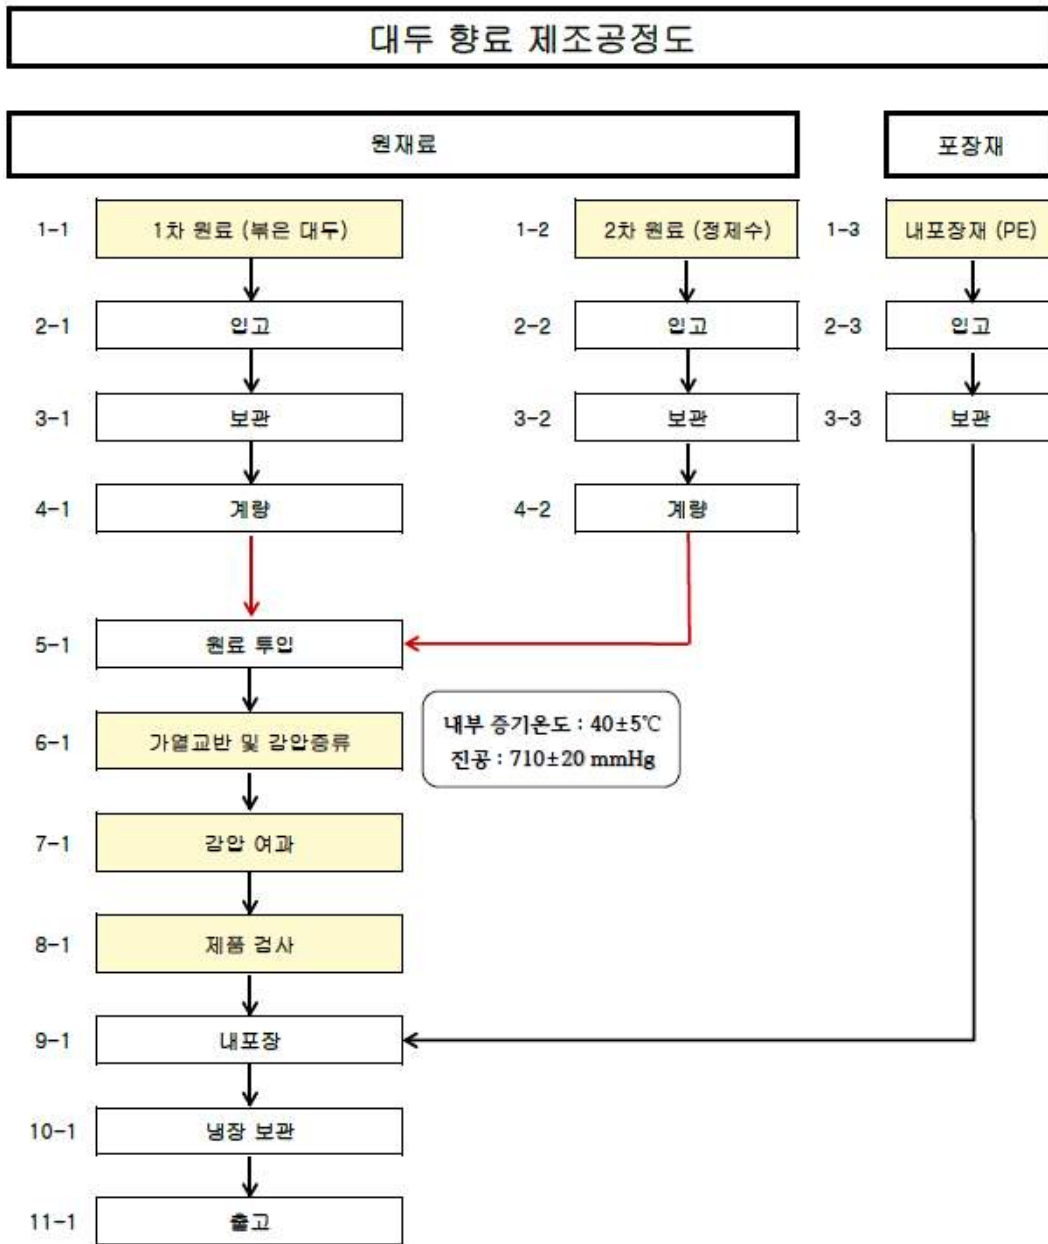 대두 향료 제조공정도
원재료
포장재
1-1 1차 원료 (볶은 대두) 1-2 2차 원료 (정제수) 1-3 내포장재 (PE)
2-1 입고 2-2 입고 2-3 입고
3-1 보관 3-2 보관 3-3 보관
4-1 계량 4-2 계량
5-1 원료 투입
6-1 가열교반 및 감압증류
내부 증기온도 : 40±5℃
진공 : 710±20 mmHg
7-1 감압 여과
8-1 제품 검사
9-1 내포장
10-1 냉장 보관
11-1 출고